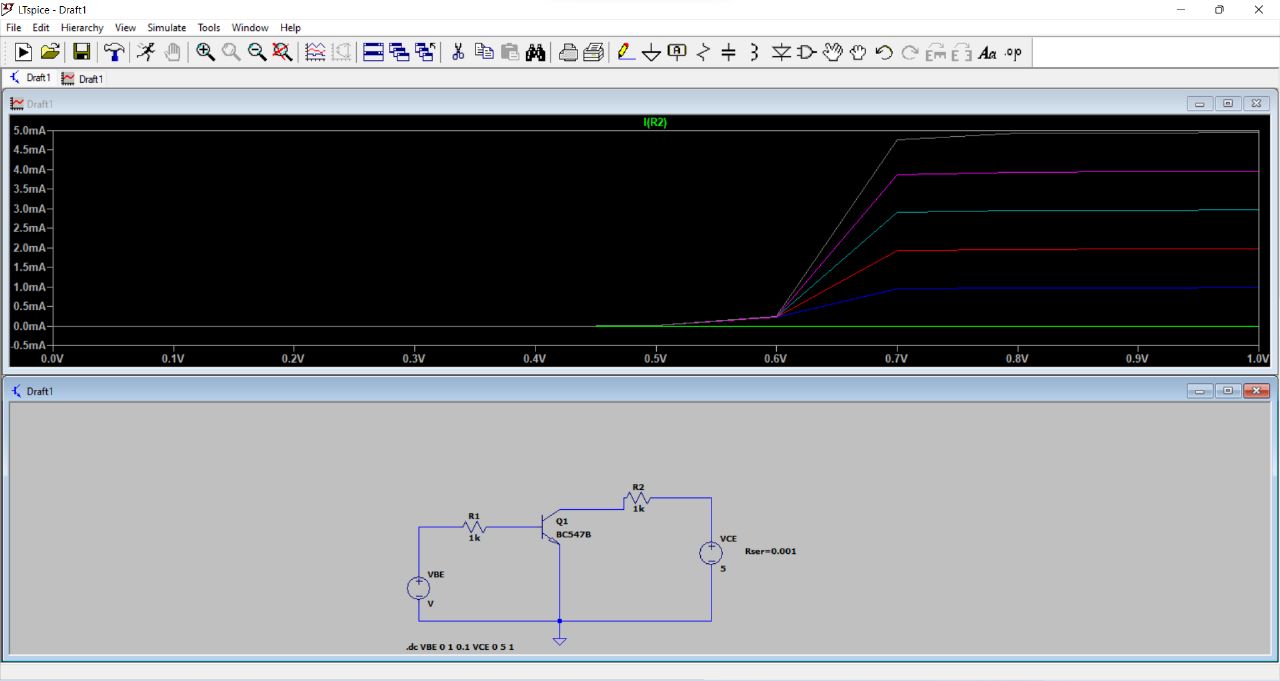 LTspice - Draft1
File Edit Hierarchy View Simulate Tools Window Help
Aa .op
Draft1 Draft1
Draft1
I(R2)
5.0mA
4.5mA
4.0mA
3.5mA
3.0mA
2.5mA
2.0mA
1.5mA
1.0mA
0.5mA
0.0mA
-0.5mA
0.0V 0.1V 0.2V 0.3V 0.4V 0.5V 0.6V 0.7V 0.8V 0.9V 1.0V
Draft1
R2
1k
R1
1k
Q1
BC547B
VCE
Rser=0.001
5
VBE
V
.dc VBE 0 1 0.1 VCE 0 5 1